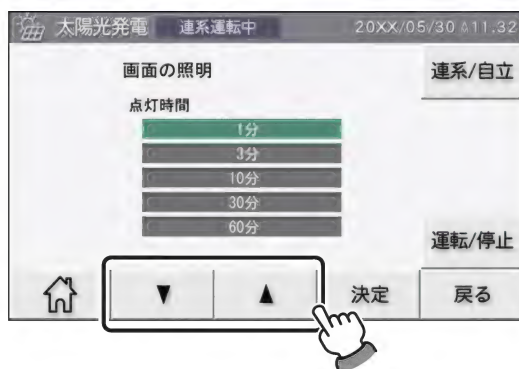 太陽光発電 連系運転中 20XX/05/30 11:32
画面の照明
連系/自立
点灯時間
1分
3分
10分
30分
60分
運転/停止
▼ ▲ 決定 戻る